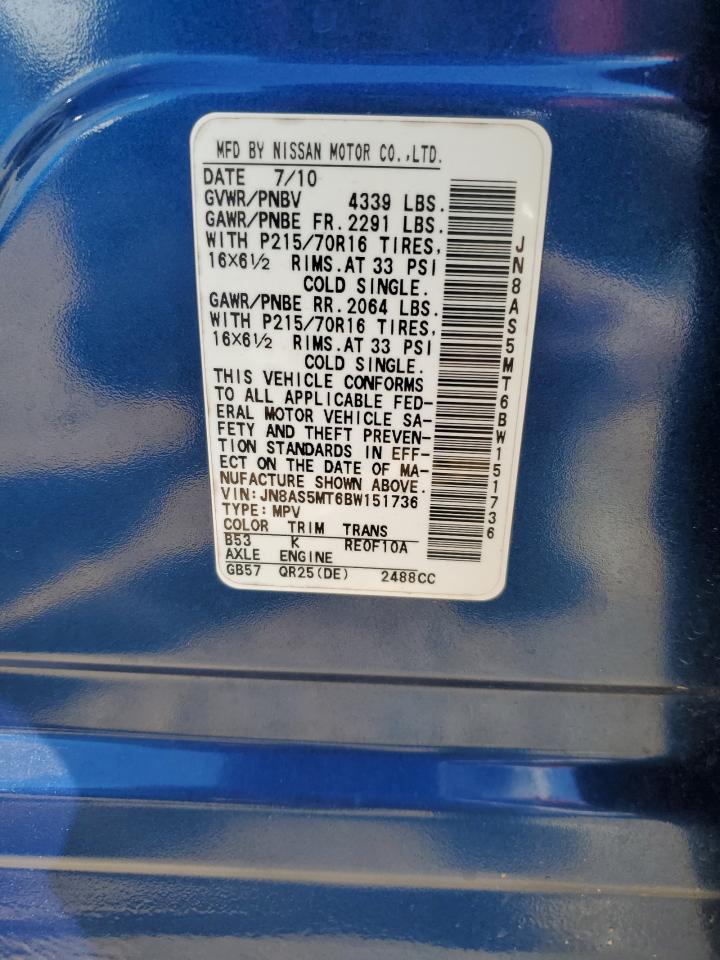 MFD BY NISSAN MOTOR CO.,LTD.
DATE 7/10
GVWR/PNBV 4339 LBS.
GAWR/PNBE FR.2291 LBS.
WITH P215/70R16 TIRES,
16X6½ RIMS.AT 33 PSI
COLD SINGLE.
GAWR/PNBE RR.2064 LBS.
WITH P215/70R16 TIRES,
16X6½ RIMS.AT 33 PSI
COLD SINGLE.
THIS VEHICLE CONFORMS
TO ALL APPLICABLE FED-
ERAL MOTOR VEHICLE SA-
FETY AND THEFT PREVEN-
TION STANDARDS IN EFF-
ECT ON THE DATE OF MA-
NUFACTURE SHOWN ABOVE.
VIN:JN8AS5MT6BW151736
TYPE:MPV
COLOR TRIM TRANS
B53 K RE0F10A
AXLE ENGINE
GB57 QR25(DE) 2488CC
JN8AS5MT6BW151736